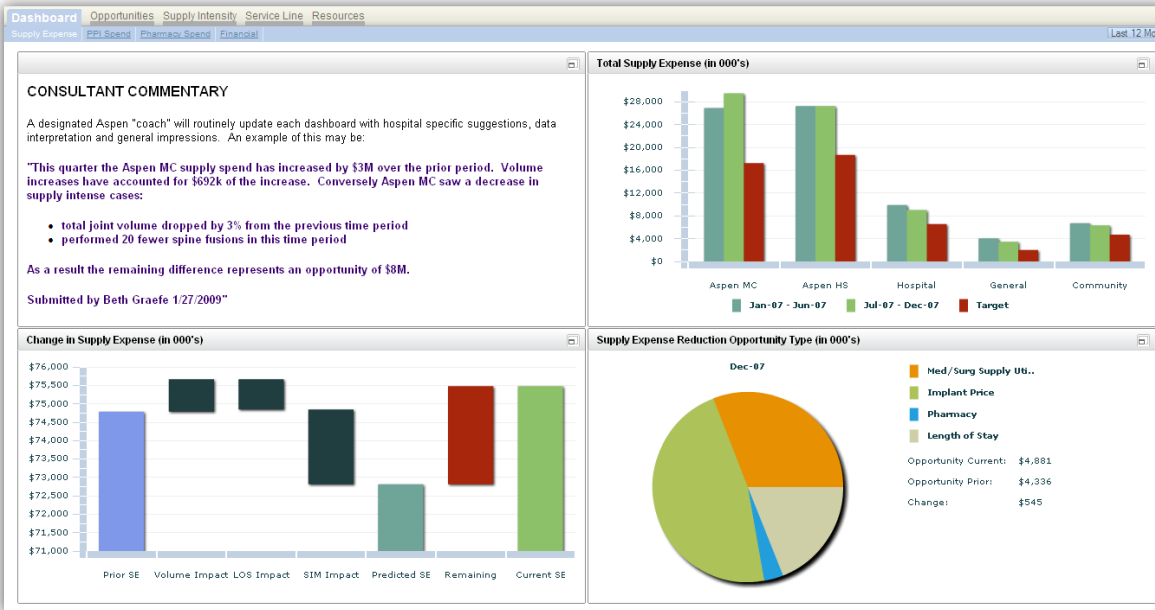 Dashboard Opportunities Supply Intensity Service Line Resources
Supply Expense PPI Spend Pharmacy Spend Financial Last 12 Mo
CONSULTANT COMMENTARY
A designated Aspen "coach" will routinely update each dashboard with hospital specific suggestions, data
interpretation and general impressions. An example of this may be:
"This quarter the Aspen MC supply spend has increased by $3M over the prior period. Volume
increases have accounted for $692k of the increase. Conversely Aspen MC saw a decrease in
supply intense cases:
• total joint volume dropped by 3% from the previous time period
• performed 20 fewer spine fusions in this time period
As a result the remaining difference represents an opportunity of $8M.
Submitted by Beth Graefe 1/27/2009"
Total Supply Expense (in 000's)
$28,000
$24,000
$20,000
$16,000
$12,000
$8,000
$4,000
$0
Aspen MC Aspen HS Hospital General Community
Jan-07 - Jun-07 Jul-07 - Dec-07 Target
Change in Supply Expense (in 000's)
$76,000
$75,500
$75,000
$74,500
$74,000
$73,500
$73,000
$72,500
$72,000
$71,500
$71,000
Prior SE Volume Impact LOS Impact SIM Impact Predicted SE Remaining Current SE
Supply Expense Reduction Opportunity Type (in 000's)
Dec-07
Med/Surg Supply Uti..
Implant Price
Pharmacy
Length of Stay
Opportunity Current: $4,881
Opportunity Prior: $4,336
Change: $545